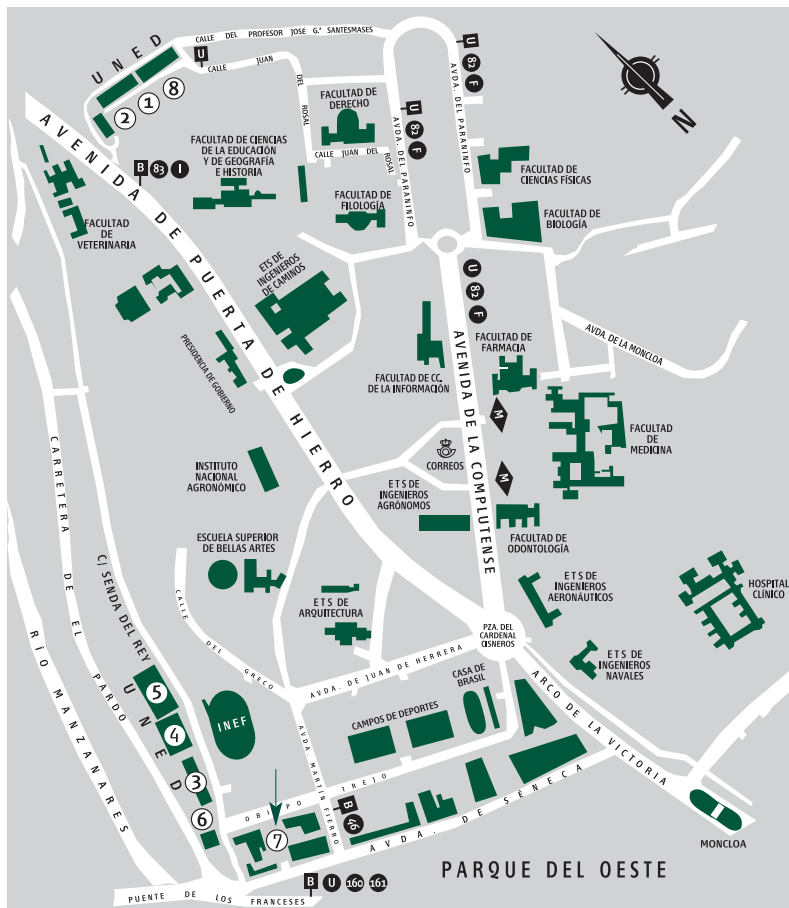 CALLE DEL PROFESOR JOSÉ G.ª SANTESMASES
UNED
U
CALLE JUAN DEL ROSAL
8
1
2
U
82
F
AVDA. DEL PARANINFO
U
82
F
AVDA. DEL PARANINFO
N
FACULTAD DE
DERECHO
CALLE JUAN DEL ROSAL
FACULTAD DE CIENCIAS
DE LA EDUCACIÓN
Y DE GEOGRAFÍA
E HISTORIA
B
83
I
AVENIDA DE PUERTA DE HIERRO
FACULTAD DE
CIENCIAS FÍSICAS
FACULTAD
DE
VETERINARIA
FACULTAD DE
FILOLOGÍA
FACULTAD DE
BIOLOGÍA
ETS DE
INGENIEROS
DE CAMINOS
U
82
F
AVENIDA DE LA COMPLUTENSE
PRESIDENCIA DE GOBIERNO
FACULTAD DE
FARMACIA
AVDA. DE LA MONCLOA
FACULTAD DE CC.
DE LA INFORMACIÓN
M
FACULTAD
DE
MEDICINA
CORREOS
M
INSTITUTO
NACIONAL
AGRONÓMICO
E T S DE
INGENIEROS
AGRÓNOMOS
CARRETERA DE EL PARDO
ESCUELA SUPERIOR
DE BELLAS ARTES
FACULTAD DE
ODONTOLOGÍA
C/ SENDA DEL REY
E T S DE
INGENIEROS
AERONÁUTICOS
HOSPITAL
CLÍNICO
CALLE DEL GRECO
E T S DE
ARQUITECTURA
PZA. DEL
CARDENAL
CISNEROS
RÍO MANZANARES
E T S DE
INGENIEROS
NAVALES
AVDA. DE JUAN DE HERRERA
CASA DE
BRASIL
ARCO DE LA VICTORIA
UNED
5
4
3
6
INEF
CAMPOS DE DEPORTES
AVDA. MARTÍN FIERRO
OBISPO TREJO
B
46
7
AVDA. DE SÉNECA
MONCLOA
PARQUE DEL OESTE
B
U
160
161
PUENTE DE LOS FRANCESES